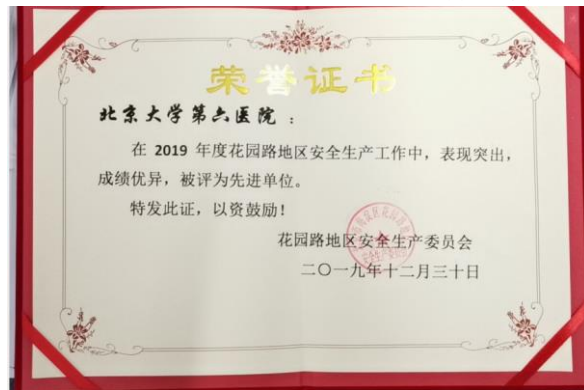 荣誉证书
北京大学第六医院：
在 2019 年度花园路地区安全生产工作中，表现突出，
成绩优异，被评为先进单位。
特发此证，以资鼓励！
花园路地区安全生产委员会
二〇一九年十二月三十日